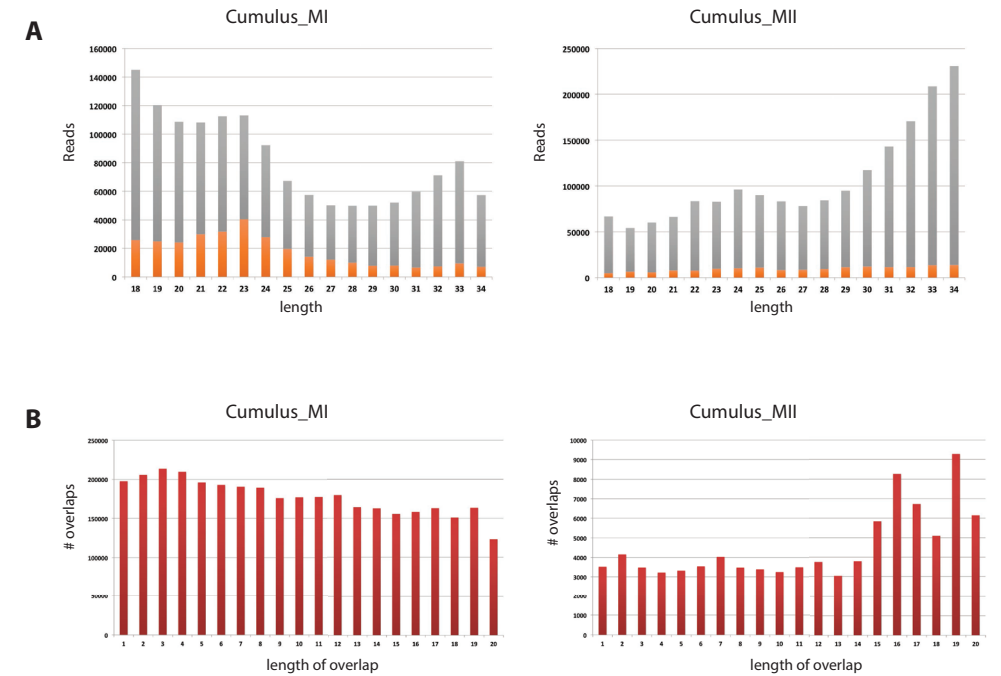 A
Cumulus_MI
Reads
160000
140000
120000
100000
80000
60000
40000
20000
0
18 19 20 21 22 23 24 25 26 27 28 29 30 31 32 33 34
length
Cumulus_MII
Reads
250000
200000
150000
100000
50000
0
18 19 20 21 22 23 24 25 26 27 28 29 30 31 32 33 34
length
B
Cumulus_MI
# overlaps
250000
200000
150000
100000
50000
0
1 2 3 4 5 6 7 8 9 10 11 12 13 14 15 16 17 18 19 20
length of overlap
Cumulus_MII
# overlaps
10000
9000
8000
7000
6000
5000
4000
3000
2000
1000
0
1 2 3 4 5 6 7 8 9 10 11 12 13 14 15 16 17 18 19 20
length of overlap